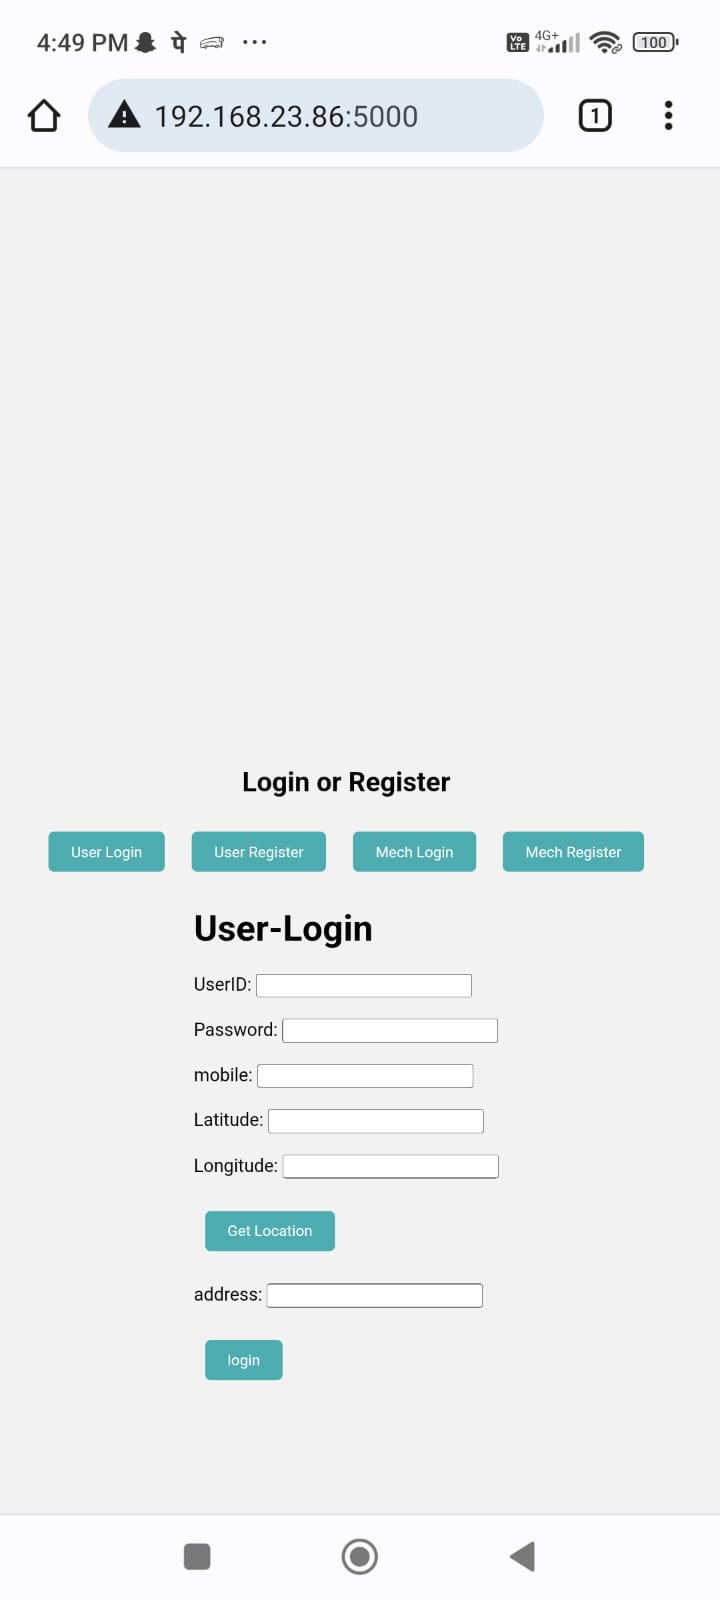 4:49 PM पे ...
Vo LTE 4G+ 100
192.168.23.86:5000 1
Login or Register
User Login User Register Mech Login Mech Register
User-Login
UserID:
Password:
mobile:
Latitude:
Longitude:
Get Location
address:
login